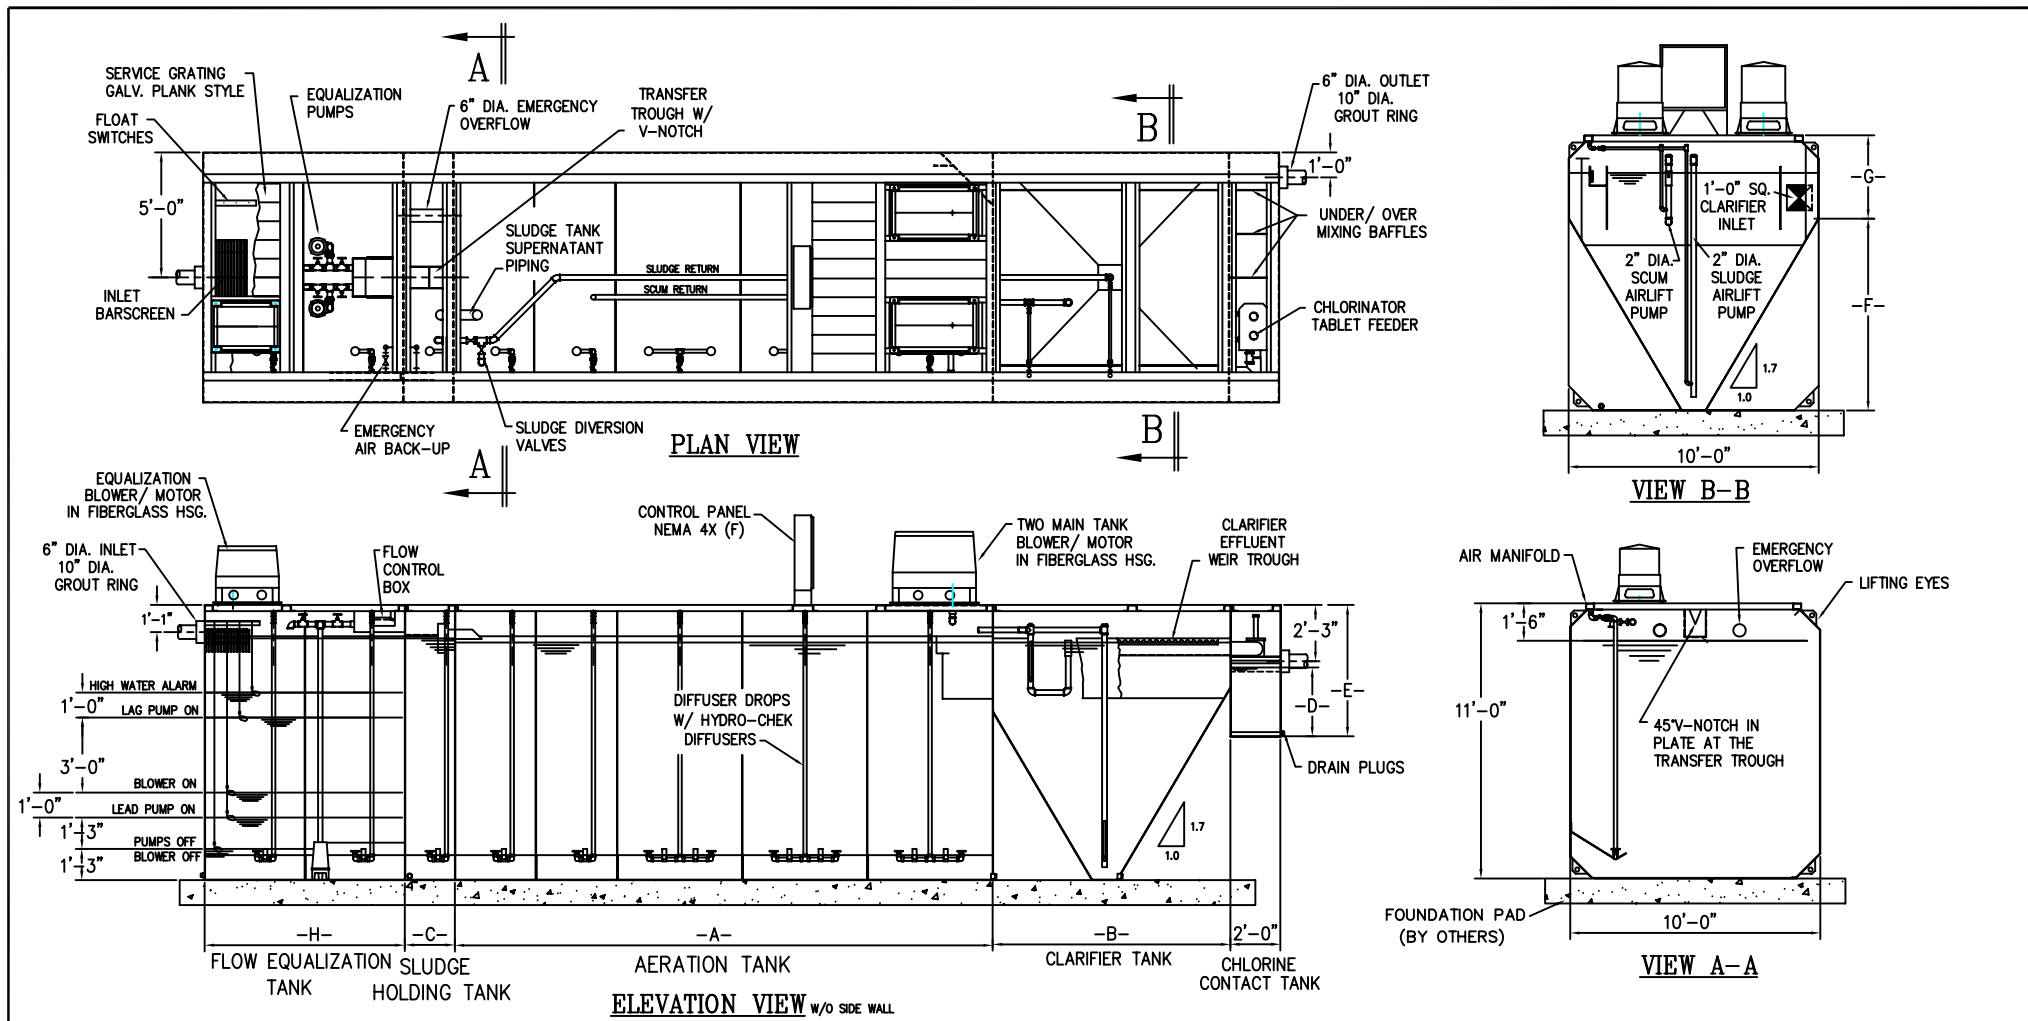 SERVICE GRATING
GALV. PLANK STYLE
FLOAT
SWITCHES
EQUALIZATION
PUMPS
A
6" DIA. EMERGENCY
OVERFLOW
TRANSFER
TROUGH W/
V-NOTCH
B
6" DIA. OUTLET
10" DIA.
GROUT RING
1'-0"
5'-0"
SLUDGE TANK
SUPERNATANT
PIPING
SLUDGE RETURN
SCUM RETURN
UNDER/ OVER
MIXING BAFFLES
INLET
BARSCREEN
CHLORINATOR
TABLET FEEDER
EMERGENCY
AIR BACK-UP
A
SLUDGE DIVERSION
VALVES
PLAN VIEW
B
-G-
1'-0" SQ.
CLARIFIER
INLET
2" DIA.
SCUM
AIRLIFT
PUMP
2" DIA.
SLUDGE
AIRLIFT
PUMP
-F-
1.7
1.0
10'-0"
VIEW B-B
EQUALIZATION
BLOWER/ MOTOR
IN FIBERGLASS HSG.
6" DIA. INLET
10" DIA.
GROUT RING
1'-1"
FLOW
CONTROL
BOX
CONTROL PANEL
NEMA 4X (F)
TWO MAIN TANK
BLOWER/ MOTOR
IN FIBERGLASS HSG.
CLARIFIER
EFFLUENT
WEIR TROUGH
2'-3"
-E-
-D-
HIGH WATER ALARM
1'-0"
LAG PUMP ON
3'-0"
BLOWER ON
1'-0"
LEAD PUMP ON
1'-3"
PUMPS OFF
BLOWER OFF
1'-3"
DIFFUSER DROPS
W/ HYDRO-CHEK
DIFFUSERS
DRAIN PLUGS
1.7
1.0
-H-
-C-
-A-
-B-
2'-0"
FLOW EQUALIZATION
TANK
SLUDGE
HOLDING TANK
AERATION TANK
CLARIFIER TANK
CHLORINE
CONTACT TANK
ELEVATION VIEW W/O SIDE WALL
AIR MANIFOLD
EMERGENCY
OVERFLOW
LIFTING EYES
1'-6"
11'-0"
45°V-NOTCH IN
PLATE AT THE
TRANSFER TROUGH
FOUNDATION PAD
(BY OTHERS)
10'-0"
VIEW A-A